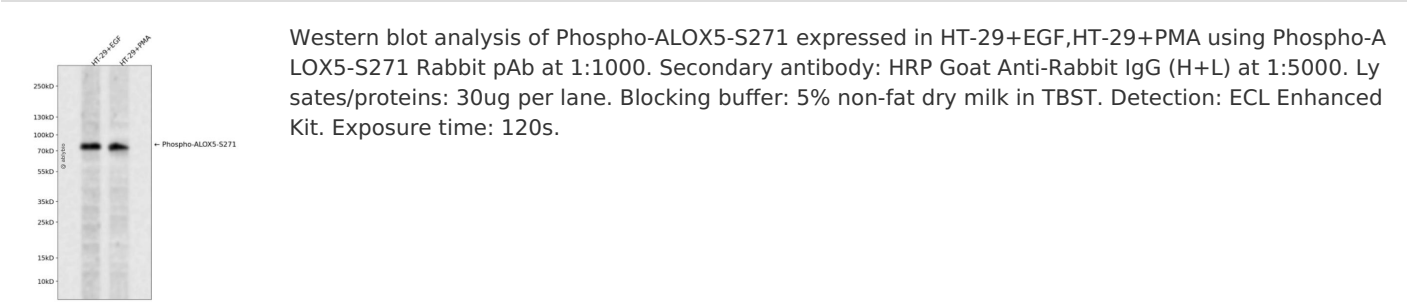 HT-29+EGF
HT-29+PMA
250kD
130kD
100kD
70kD
55kD
35kD
25kD
15kD
10kD
@ abybro
← Phospho-ALOX5-S271
Western blot analysis of Phospho-ALOX5-S271 expressed in HT-29+EGF,HT-29+PMA using Phospho-A
LOX5-S271 Rabbit pAb at 1:1000. Secondary antibody: HRP Goat Anti-Rabbit IgG (H+L) at 1:5000. Ly
sates/proteins: 30ug per lane. Blocking buffer: 5% non-fat dry milk in TBST. Detection: ECL Enhanced
Kit. Exposure time: 120s.